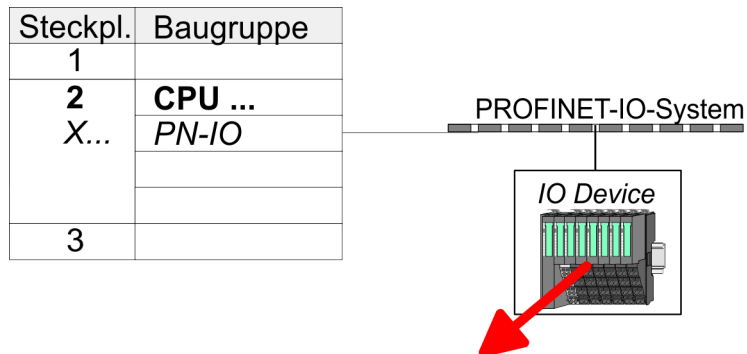 Steckpl. Baugruppe
1
2 CPU ...
X... PN-IO
3
PROFINET-IO-System
IO Device